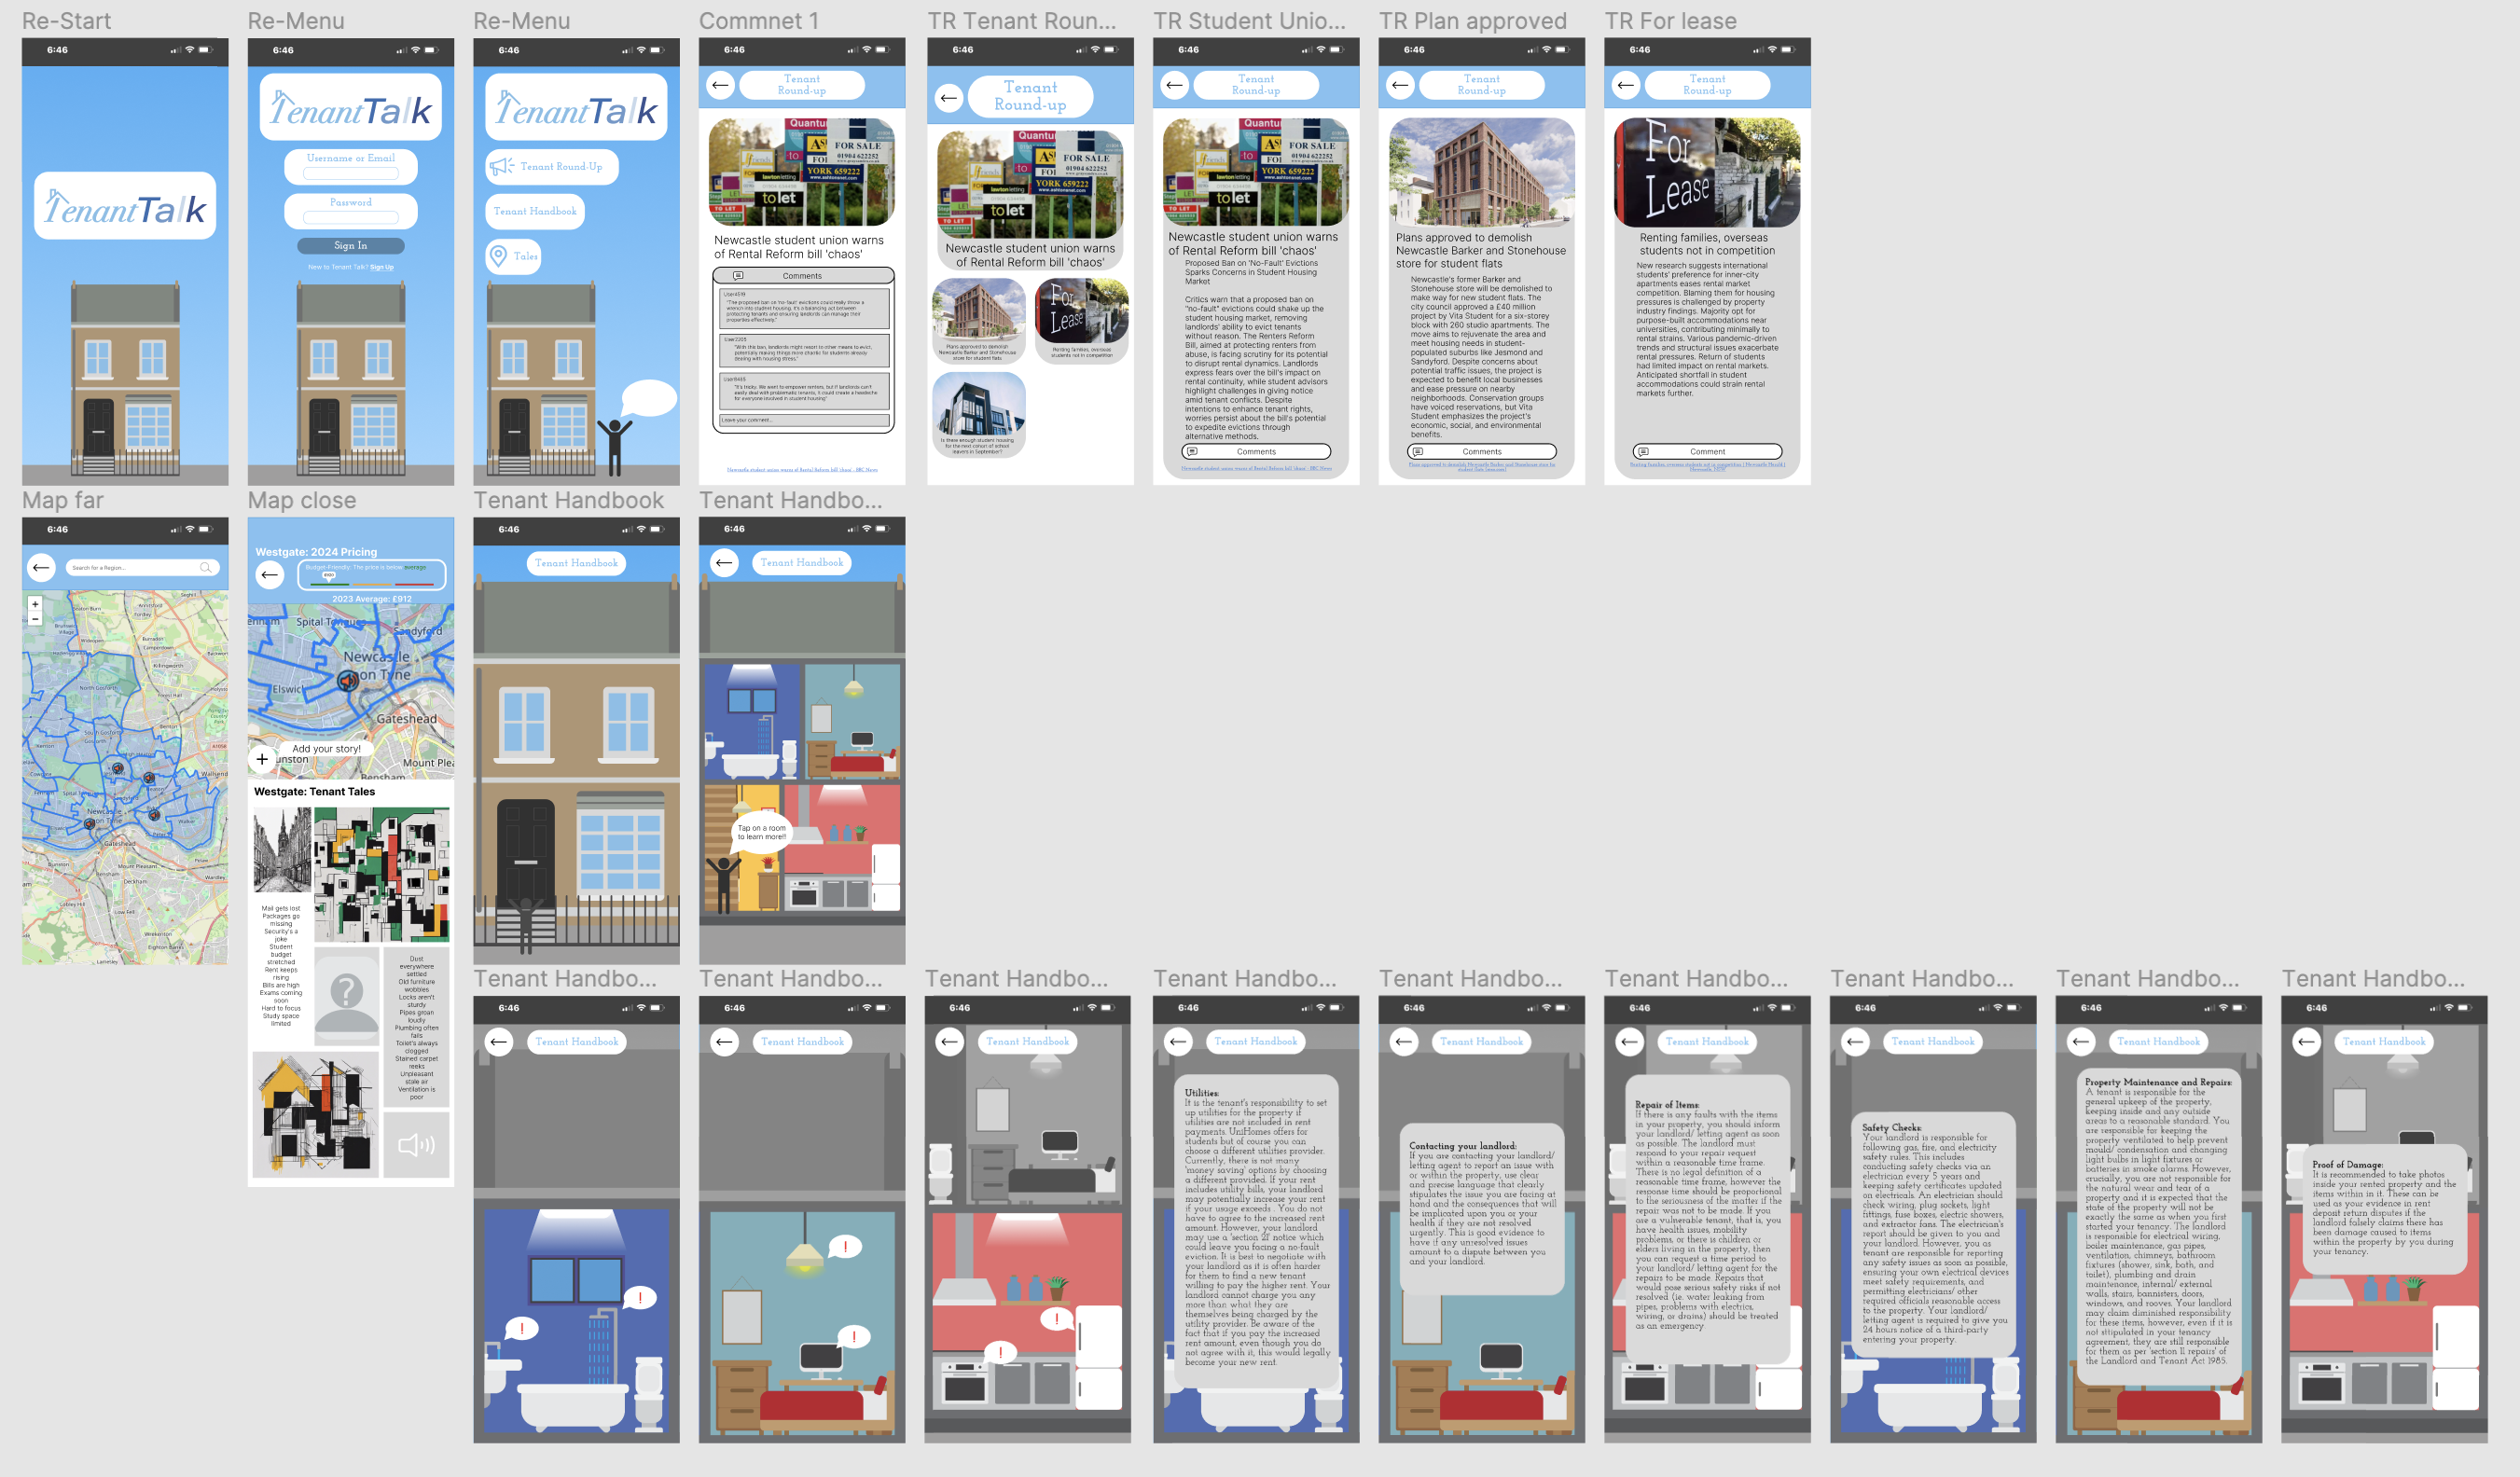 Re-Start
6:46
TenantTalk
Re-Menu
6:46
TenantTalk
Username or Email
Password
Sign In
New to Tenant Talk? Sign Up
Re-Menu
6:46
TenantTalk
Tenant Round-Up
Tenant Handbook
Tales
Commnet 1
6:46
Tenant
Round-up
Newcastle student union warns
of Rental Reform bill 'chaos'
Comments
Leave your comment...
Newcastle student union warns of Rental Reform bill 'chaos' - BBC News
TR Tenant Roun...
6:46
Tenant
Round-up
Newcastle student union warns
of Rental Reform bill 'chaos'
Plans approved to demolish
Newcastle Barker and Stonehouse
store for student flats
Renting families, overseas
students not in competition
Is there enough student housing
for the next cohort of school
leavers in September?
TR Student Unio...
6:46
Tenant
Round-up
Newcastle student union warns
of Rental Reform bill 'chaos'
Proposed Ban on 'No-Fault' Evictions
Sparks Concerns in Student Housing
Market
Critics warn that a proposed ban on
"no-fault" evictions could shake up the
student housing market, removing
landlords' ability to evict tenants
without reason. The Renters Reform
Bill, aimed at protecting renters from
abuse, is facing scrutiny for its potential
to disrupt rental dynamics. Landlords
express fears over the bill's impact on
rental continuity, while student advisors
highlight challenges in giving notice
amid tenant conflicts. Despite
intentions to enhance tenant rights,
worries persist about the bill's potential
to expedite evictions through
alternative methods.
Comments
Newcastle student union warns of Rental Reform bill 'chaos' - BBC News
TR Plan approved
6:46
Tenant
Round-up
Plans approved to demolish
Newcastle Barker and Stonehouse
store for student flats
Newcastle's former Barker and
Stonehouse store will be demolished to
make way for new student flats. The
city council approved a £40 million
project by Vita Student for a six-storey
block with 260 studio apartments. The
move aims to rejuvenate the area and
meet housing needs in student-
populated suburbs like Jesmond and
Sandyford. Despite concerns about
potential traffic issues, the project is
expected to benefit local businesses
and ease pressure on nearby
neighborhoods. Conservation groups
have voiced reservations, but Vita
Student emphasizes the project's
economic, social, and environmental
benefits.
Comments
TR For lease
6:46
Tenant
Round-up
For
Lease
Renting families, overseas
students not in competition
New research suggests international
students' preference for inner-city
apartments eases rental market
competition. Blaming them for housing
pressures is challenged by property
industry findings. Majority opt for
purpose-built accommodations near
universities, contributing minimally to
rental strains. Various pandemic-driven
trends and structural issues exacerbate
rental pressures. Return of students
had limited impact on rental markets.
Anticipated shortfall in student
accommodations could strain rental
markets further.
Comment
Map far
6:46
Search for a Region...
Map close
Westgate: 2024 Pricing
Budget-Friendly: The price is below average
2023 Average: £912
Spital Tongues
Sandyford
Newcastle
on Tyne
Elswick
Gateshead
Add your story!
Mount Plea
Bensham
Westgate: Tenant Tales
Mail gets lost
Packages go
missing
Security's a
joke
Student
budget
stretched
Rent keeps
rising
Bills are high
Exams coming
soon
Hard to focus
Study space
limited
Dust
everywhere
settled
Old furniture
wobbles
Locks aren't
sturdy
Pipes groan
loudly
Plumbing often
fails
Toilet's always
clogged
Stained carpet
reeks
Unpleasant
stale air
Ventilation is
poor
Tenant Handbook
6:46
Tenant Handbook
Tenant Handbo...
6:46
Tenant Handbook
Tap on a room
to learn more!!
Tenant Handbo...
6:46
Tenant Handbook
!
!
Tenant Handbo...
6:46
Tenant Handbook
!
!
Tenant Handbo...
6:46
Tenant Handbook
!
!
Tenant Handbo...
6:46
Tenant Handbook
Utilities:
It is the tenant's responsibility to set
up utilities for the property if
utilities are not included in rent
payments. UniHomes offers for
students but of course you can
choose a different utilities provider.
Currently, there is not many
'money saving' options by choosing
a different provided. If your rent
includes utility bills, your landlord
may potentially increase your rent
if your usage exceeds . You do not
have to agree to the increased rent
amount. However, your landlord
may use a 'section 21' notice which
could leave you facing a no-fault
eviction. It is best to negotiate with
your landlord as it is often harder
for them to find a new tenant
willing to pay the higher rent. Your
landlord cannot charge you any
more than what they are
themselves being charged by the
utility provider. Be aware of the
fact that if you pay the increased
rent amount, even though you do
not agree with it, this would legally
become your new rent.
Tenant Handbo...
6:46
Tenant Handbook
Contacting your landlord:
If you are contacting your landlord/
letting agent to report an issue with
or within the property, use clear
and precise language that clearly
stipulates the issue you are facing at
hand and the consequences that will
be implicated upon you or your
health if they are not resolved
urgently. This is good evidence to
have if any unresolved issues
amount to a dispute between you
and your landlord.
Tenant Handbo...
6:46
Tenant Handbook
Repair of Items:
If there is any faults with the items
in your property, you should inform
your landlord/ letting agent as soon
as possible. The landlord must
respond to your repair request
within a reasonable time frame.
There is no legal definition of a
reasonable time frame, however the
response time should be proportional
to the seriousness of the matter if the
repair was not to be made. If you
are a vulnerable tenant, that is, you
have health issues, mobility
problems, or there is children or
elders living in the property, then
you can request a time period to
your landlord/ letting agent for the
repairs to be made. Repairs that
would pose serious safety risks if not
resolved (ie. water leaking from
pipes, problems with electrics,
wiring, or drains) should be treated
as an emergency.
Tenant Handbo...
6:46
Tenant Handbook
Safety Checks:
Your landlord is responsible for
following gas, fire, and electricity
safety rules. This includes
conducting safety checks via an
electrician every 5 years and
keeping safety certificates updated
on electricals. An electrician should
check wiring, plug sockets, light
fittings, fuse boxes, electric showers,
and extractor fans. The electrician's
report should be given to you and
your landlord. However, you as
tenant are responsible for reporting
any safety issues as soon as possible,
ensuring your own electrical devices
meet safety requirements, and
permitting electricians/ other
required officials reasonable access
to the property. Your landlord/
letting agent is required to give you
24 hours notice of a third-party
entering your property.
Tenant Handbo...
6:46
Tenant Handbook
Property Maintenance and Repairs:
A tenant is responsible for the
general upkeep of the property,
keeping inside and any outside
areas to a reasonable standard. You
are responsible for keeping the
property ventilated to help prevent
mould/ condensation and changing
light bulbs in light fixtures or
batteries in smoke alarms. However,
crucially, you are not responsible for
the natural wear and tear of a
property and it is expected that the
state of the property will not be
exactly the same as when you first
started your tenancy. The landlord
is responsible for electrical wiring,
boiler maintenance, gas pipes,
ventilation, chimneys, bathroom
fixtures (shower, sink, bath, and
toilet), plumbing and drain
maintenance, internal/ external
walls, stairs, bannisters, doors,
windows, and rooves. Your landlord
may claim diminished responsibility
for these items, however, even if it is
not stipulated in your tenancy
agreement, they are still responsible
for them as per section 11 repairs' of
the Landlord and Tenant Act 1985.
Tenant Handbo...
6:46
Tenant Handbook
Proof of Damage:
It is recommended to take photos
inside your rented property and the
items within in it. These can be
used as your evidence in rent
deposit return disputes if the
landlord falsely claims there has
been damage caused to items
within the property by you during
your tenancy.